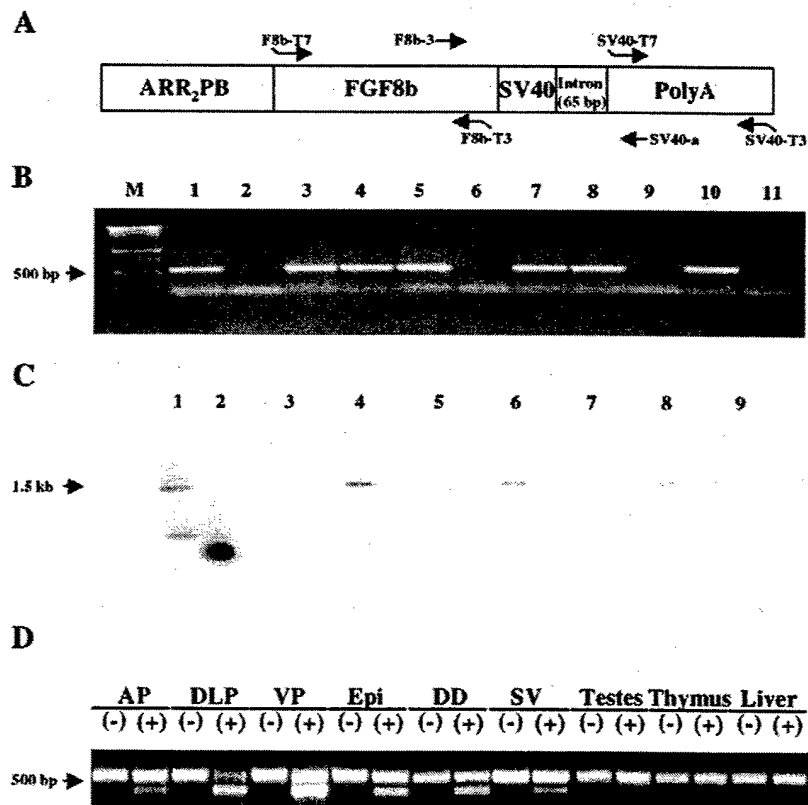 A
F8b-T7 F8b-3 SV40-T7
ARR₂PB FGF8b SV40 Intron (65 bp) PolyA
F8b-T3 SV40-a SV40-T3
B
M 1 2 3 4 5 6 7 8 9 10 11
500 bp
C
1 2 3 4 5 6 7 8 9
1.5 kb
D
AP DLP VP Epi DD SV Testes Thymus Liver
(-) (+) (-) (+) (-) (+) (-) (+) (-) (+) (-) (+) (-) (+) (-) (+) (-) (+)
500 bp